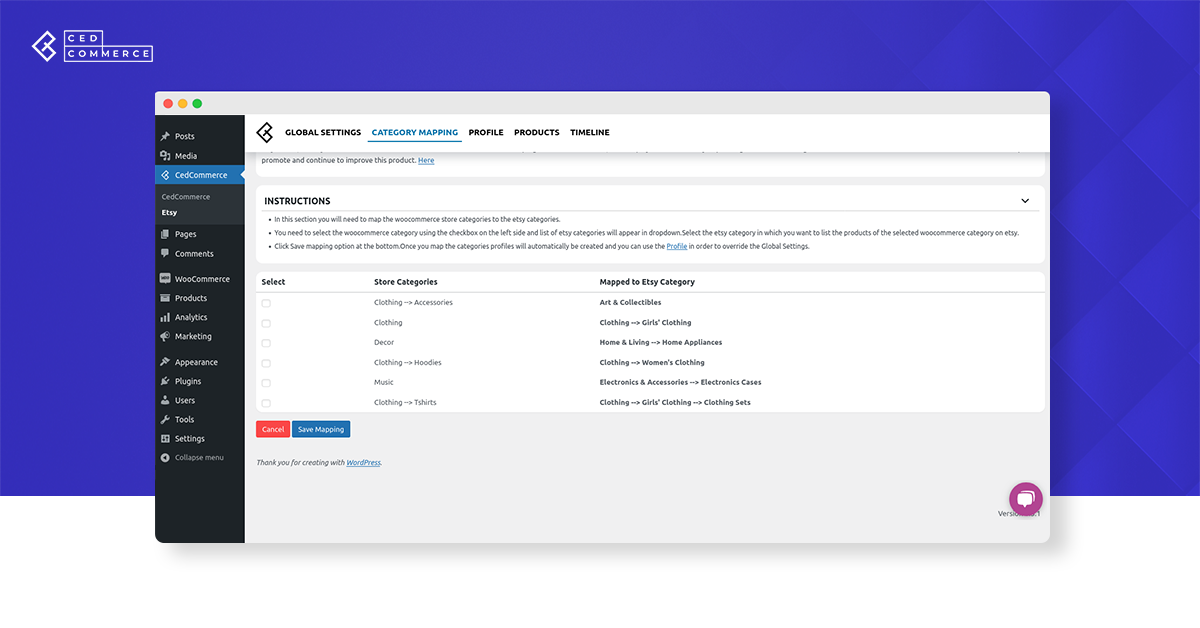 CED
COMMERCE
GLOBAL SETTINGS CATEGORY MAPPING PROFILE PRODUCTS TIMELINE
promote and continue to improve this product. Here
Posts
Media
CedCommerce
CedCommerce
Etsy
Pages
Comments
WooCommerce
Products
Analytics
Marketing
Appearance
Plugins
Users
Tools
Settings
Collapse menu
INSTRUCTIONS
• In this section you will need to map the woocommerce store categories to the etsy categories.
• You need to select the woocommerce category using the checkbox on the left side and list of etsy categories will appear in dropdown.Select the etsy category in which you want to list the products of the selected woocommerce category on etsy.
• Click Save mapping option at the bottom.Once you map the categories profiles will automatically be created and you can use the Profile in order to override the Global Settings.
Select Store Categories Mapped to Etsy Category
Clothing --> Accessories Art & Collectibles
Clothing Clothing --> Girls' Clothing
Decor Home & Living --> Home Appliances
Clothing --> Hoodies Clothing --> Women's Clothing
Music Electronics & Accessories --> Electronics Cases
Clothing --> Tshirts Clothing --> Girls' Clothing --> Clothing Sets
Cancel Save Mapping
Thank you for creating with WordPress.